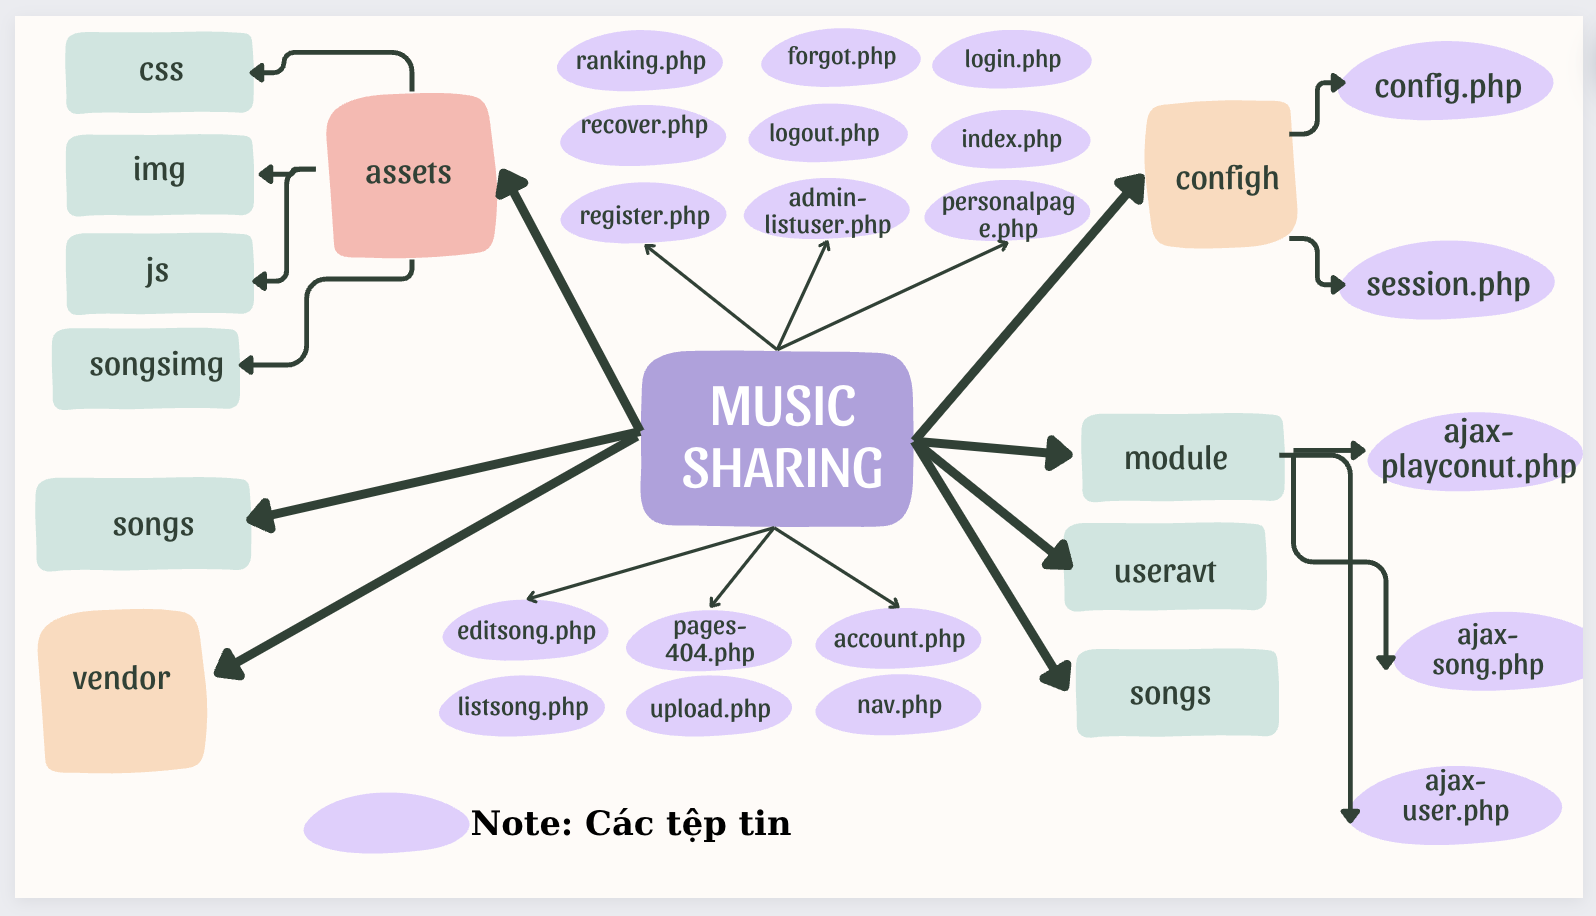 css
img
js
songsimg
assets
ranking.php
forgot.php
login.php
recover.php
logout.php
index.php
register.php
admin-
listuser.php
personalpag
e.php
configh
config.php
session.php
MUSIC
SHARING
songs
vendor
module
useravt
songs
ajax-
playconut.php
ajax-
song.php
ajax-
user.php
editsong.php
pages-
404.php
account.php
listsong.php
upload.php
nav.php
Note: Các tệp tin